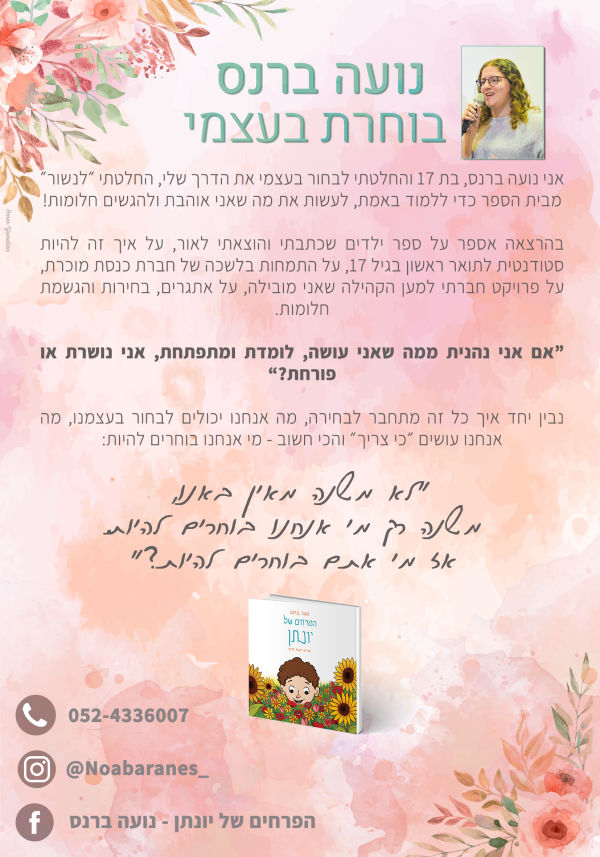 נועה ברנס
בוחרת בעצמי
אני נועה ברנס, בת 17 והחלטתי לבחור בעצמי את הדרך שלי, החלטתי ״לנשור״
מבית הספר כדי ללמוד באמת, לעשות את מה שאני אוהבת ולהגשים חלומות!
בהרצאה אספר על ספר ילדים שכתבתי והוצאתי לאור, על איך זה להיות
סטודנטית לתואר ראשון בגיל 17, על התמחות בלשכה של חברת כנסת מוכרת,
על פרויקט חברתי למען הקהילה שאני מובילה, על אתגרים, בחירות והגשמת
חלומות.
”אם אני נהנית ממה שאני עושה, לומדת ומתפתחת, אני נושרת או
פורחת?“
נבין יחד איך כל זה מתחבר לבחירה, מה אנחנו יכולים לבחור בעצמנו, מה
אנחנו עושים ״כי צריך״ והכי חשוב - מי אנחנו בוחרים להיות:
״לא משנה מאין באנו,
משנה רק מי אנחנו בוחרים להיות.
אז מי אתם בוחרים להיות?״
נועה ברנס
הפרחים של
יונתן
052-4336007
@Noabaranes_
הפרחים של יונתן - נועה ברנס